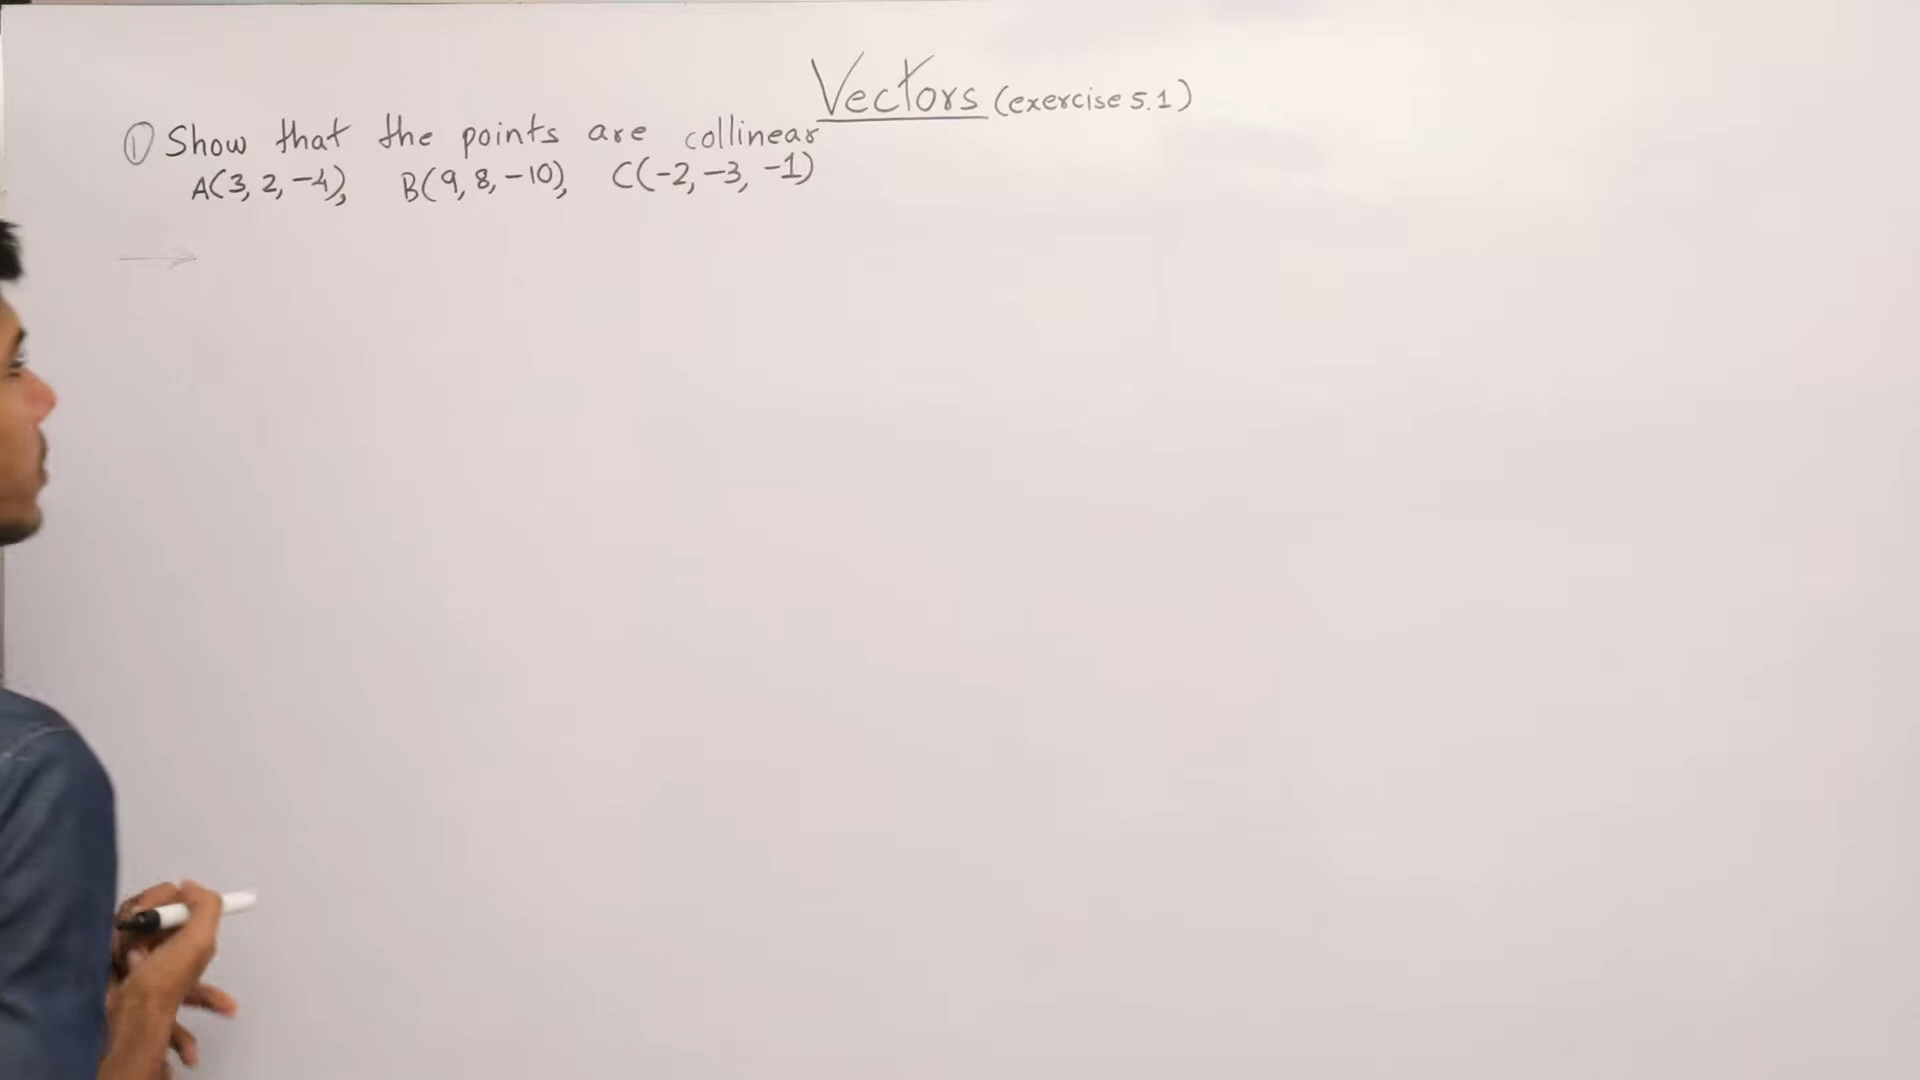 Vectors (exercise 5.1)
① Show that the points are collinear
A(3, 2, -4), B(9, 8, -10), C(-2, -3, -1)